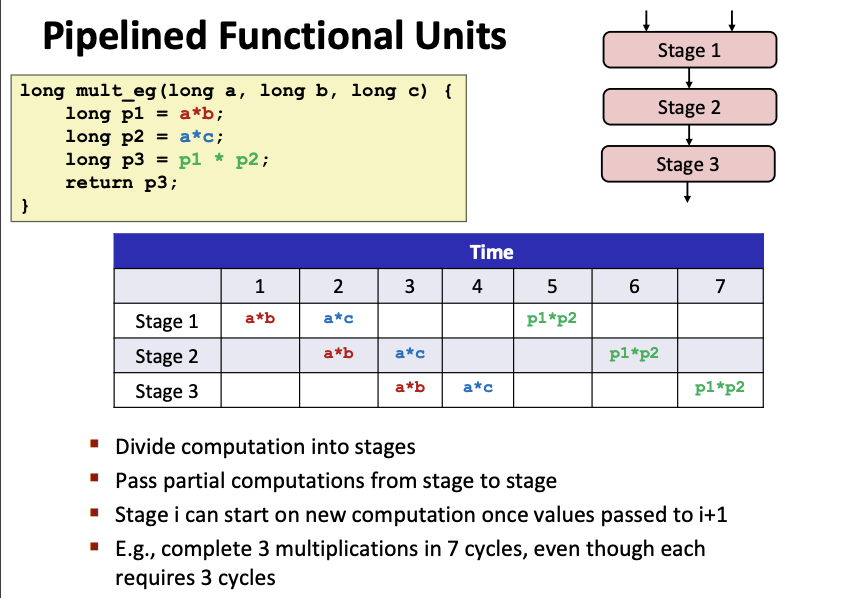 Pipelined Functional Units
Stage 1
Stage 2
Stage 3
long mult_eg(long a, long b, long c) {
    long p1 = a*b;
    long p2 = a*c;
    long p3 = p1 * p2;
    return p3;
}
Time
1 2 3 4 5 6 7
Stage 1 a*b a*c p1*p2
Stage 2 a*b a*c p1*p2
Stage 3 a*b a*c p1*p2
Divide computation into stages
Pass partial computations from stage to stage
Stage i can start on new computation once values passed to i+1
E.g., complete 3 multiplications in 7 cycles, even though each
requires 3 cycles